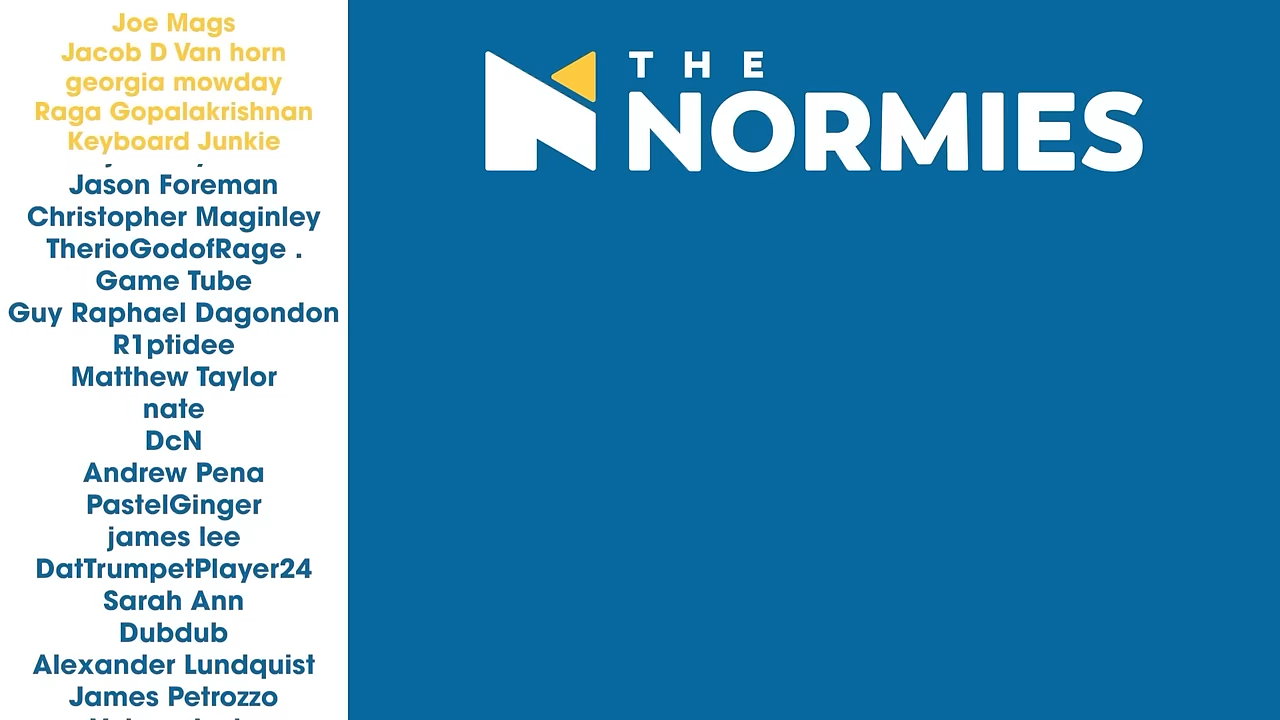 Joe Mags
Jacob D Van horn
georgia mowday
Raga Gopalakrishnan
Keyboard Junkie
Jason Foreman
Christopher Maginley
TherioGodofRage .
Game Tube
Guy Raphael Dagondon
R1ptidee
Matthew Taylor
nate
DcN
Andrew Pena
PastelGinger
james lee
DatTrumpetPlayer24
Sarah Ann
Dubdub
Alexander Lundquist
James Petrozzo
THE
NORMIES